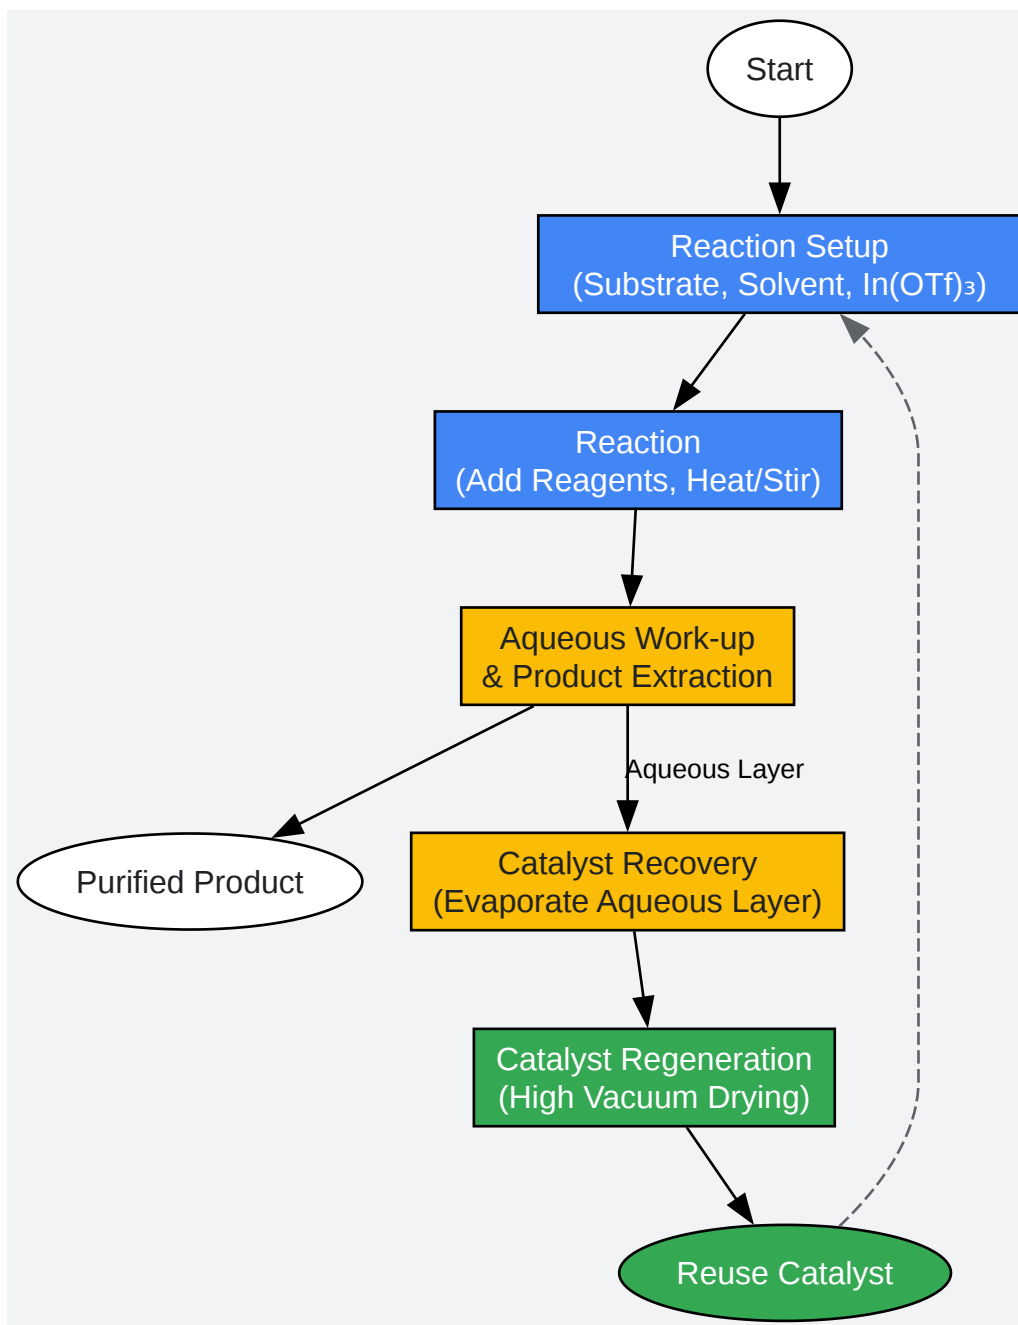 Start
Reaction Setup
(Substrate, Solvent, In(OTf)₃)
Reaction
(Add Reagents, Heat/Stir)
Aqueous Work-up
& Product Extraction
Aqueous Layer
Purified Product
Catalyst Recovery
(Evaporate Aqueous Layer)
Catalyst Regeneration
(High Vacuum Drying)
Reuse Catalyst